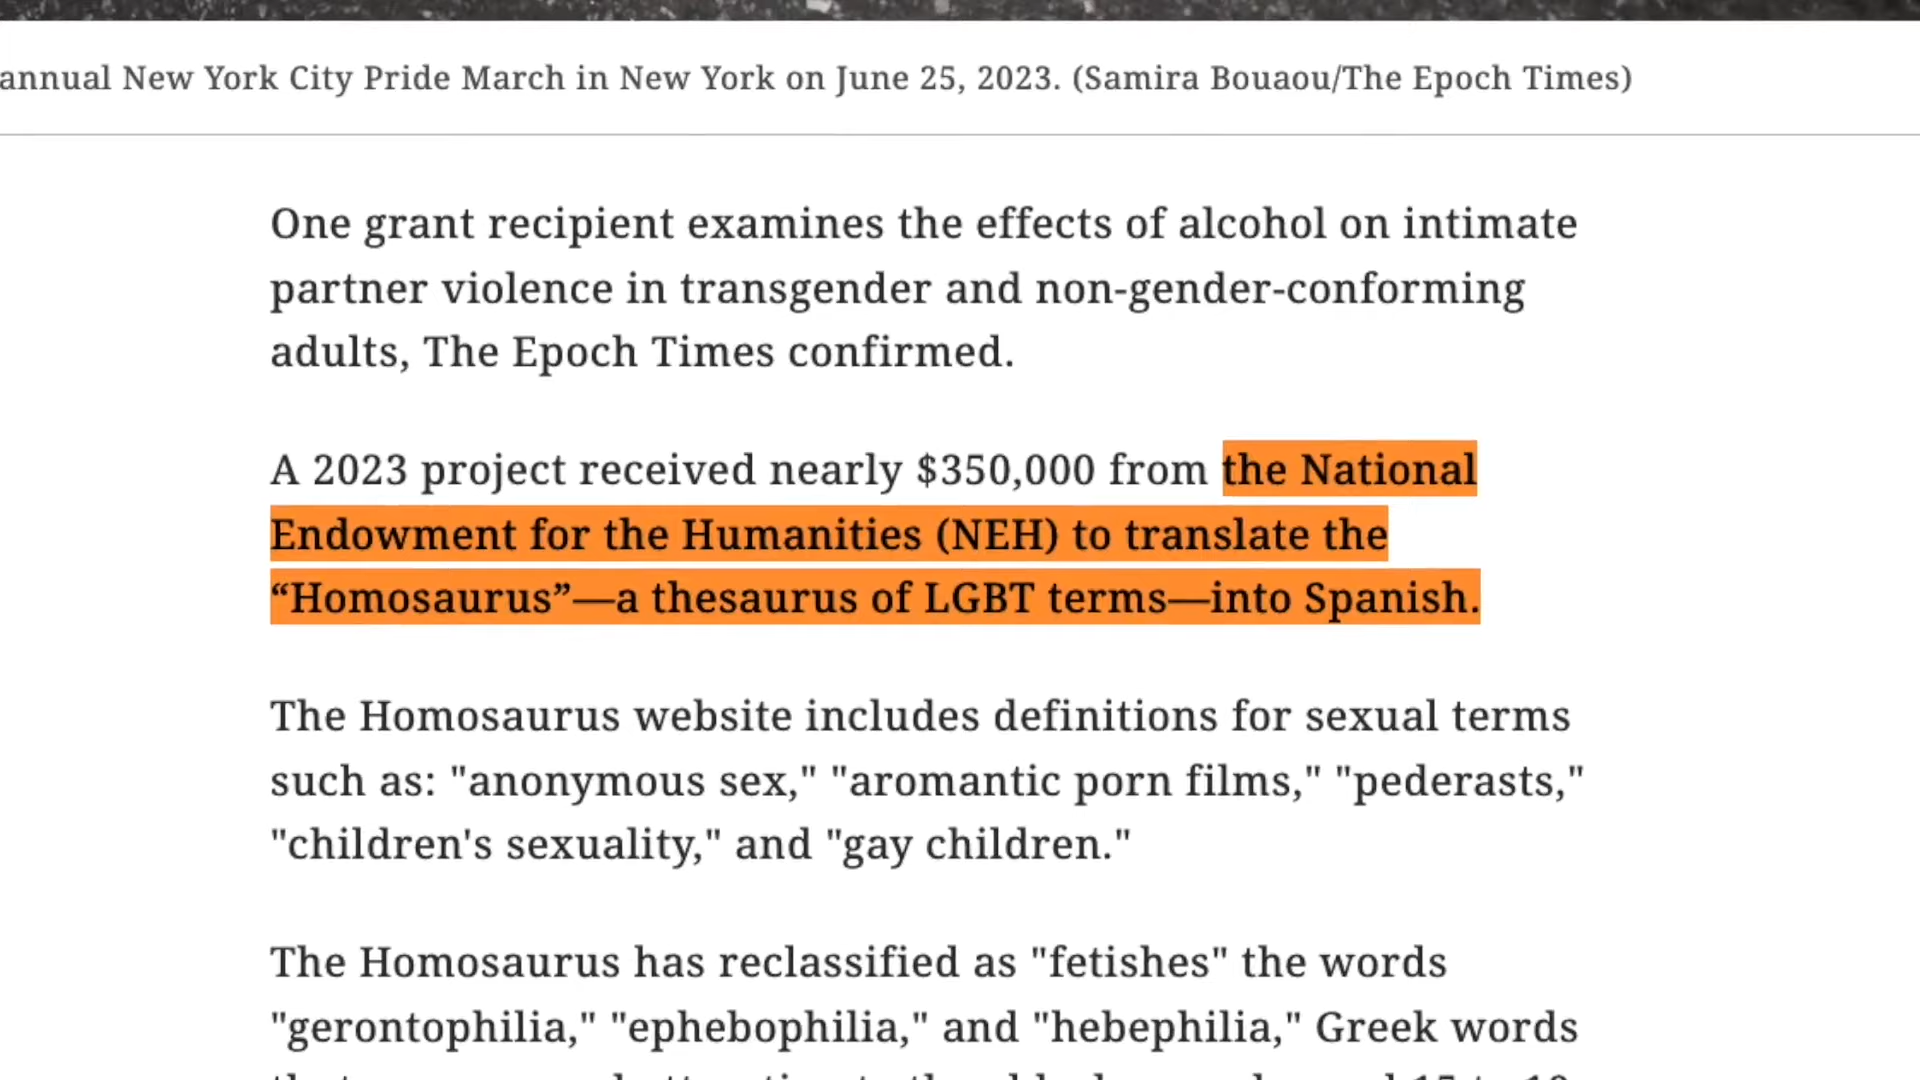 annual New York City Pride March in New York on June 25, 2023. (Samira Bouaou/The Epoch Times)
One grant recipient examines the effects of alcohol on intimate
partner violence in transgender and non-gender-conforming
adults, The Epoch Times confirmed.
A 2023 project received nearly $350,000 from the National
Endowment for the Humanities (NEH) to translate the
“Homosaurus”—a thesaurus of LGBT terms—into Spanish.
The Homosaurus website includes definitions for sexual terms
such as: "anonymous sex," "aromantic porn films," "pederasts,"
"children's sexuality," and "gay children."
The Homosaurus has reclassified as "fetishes" the words
"gerontophilia," "ephebophilia," and "hebephilia," Greek words